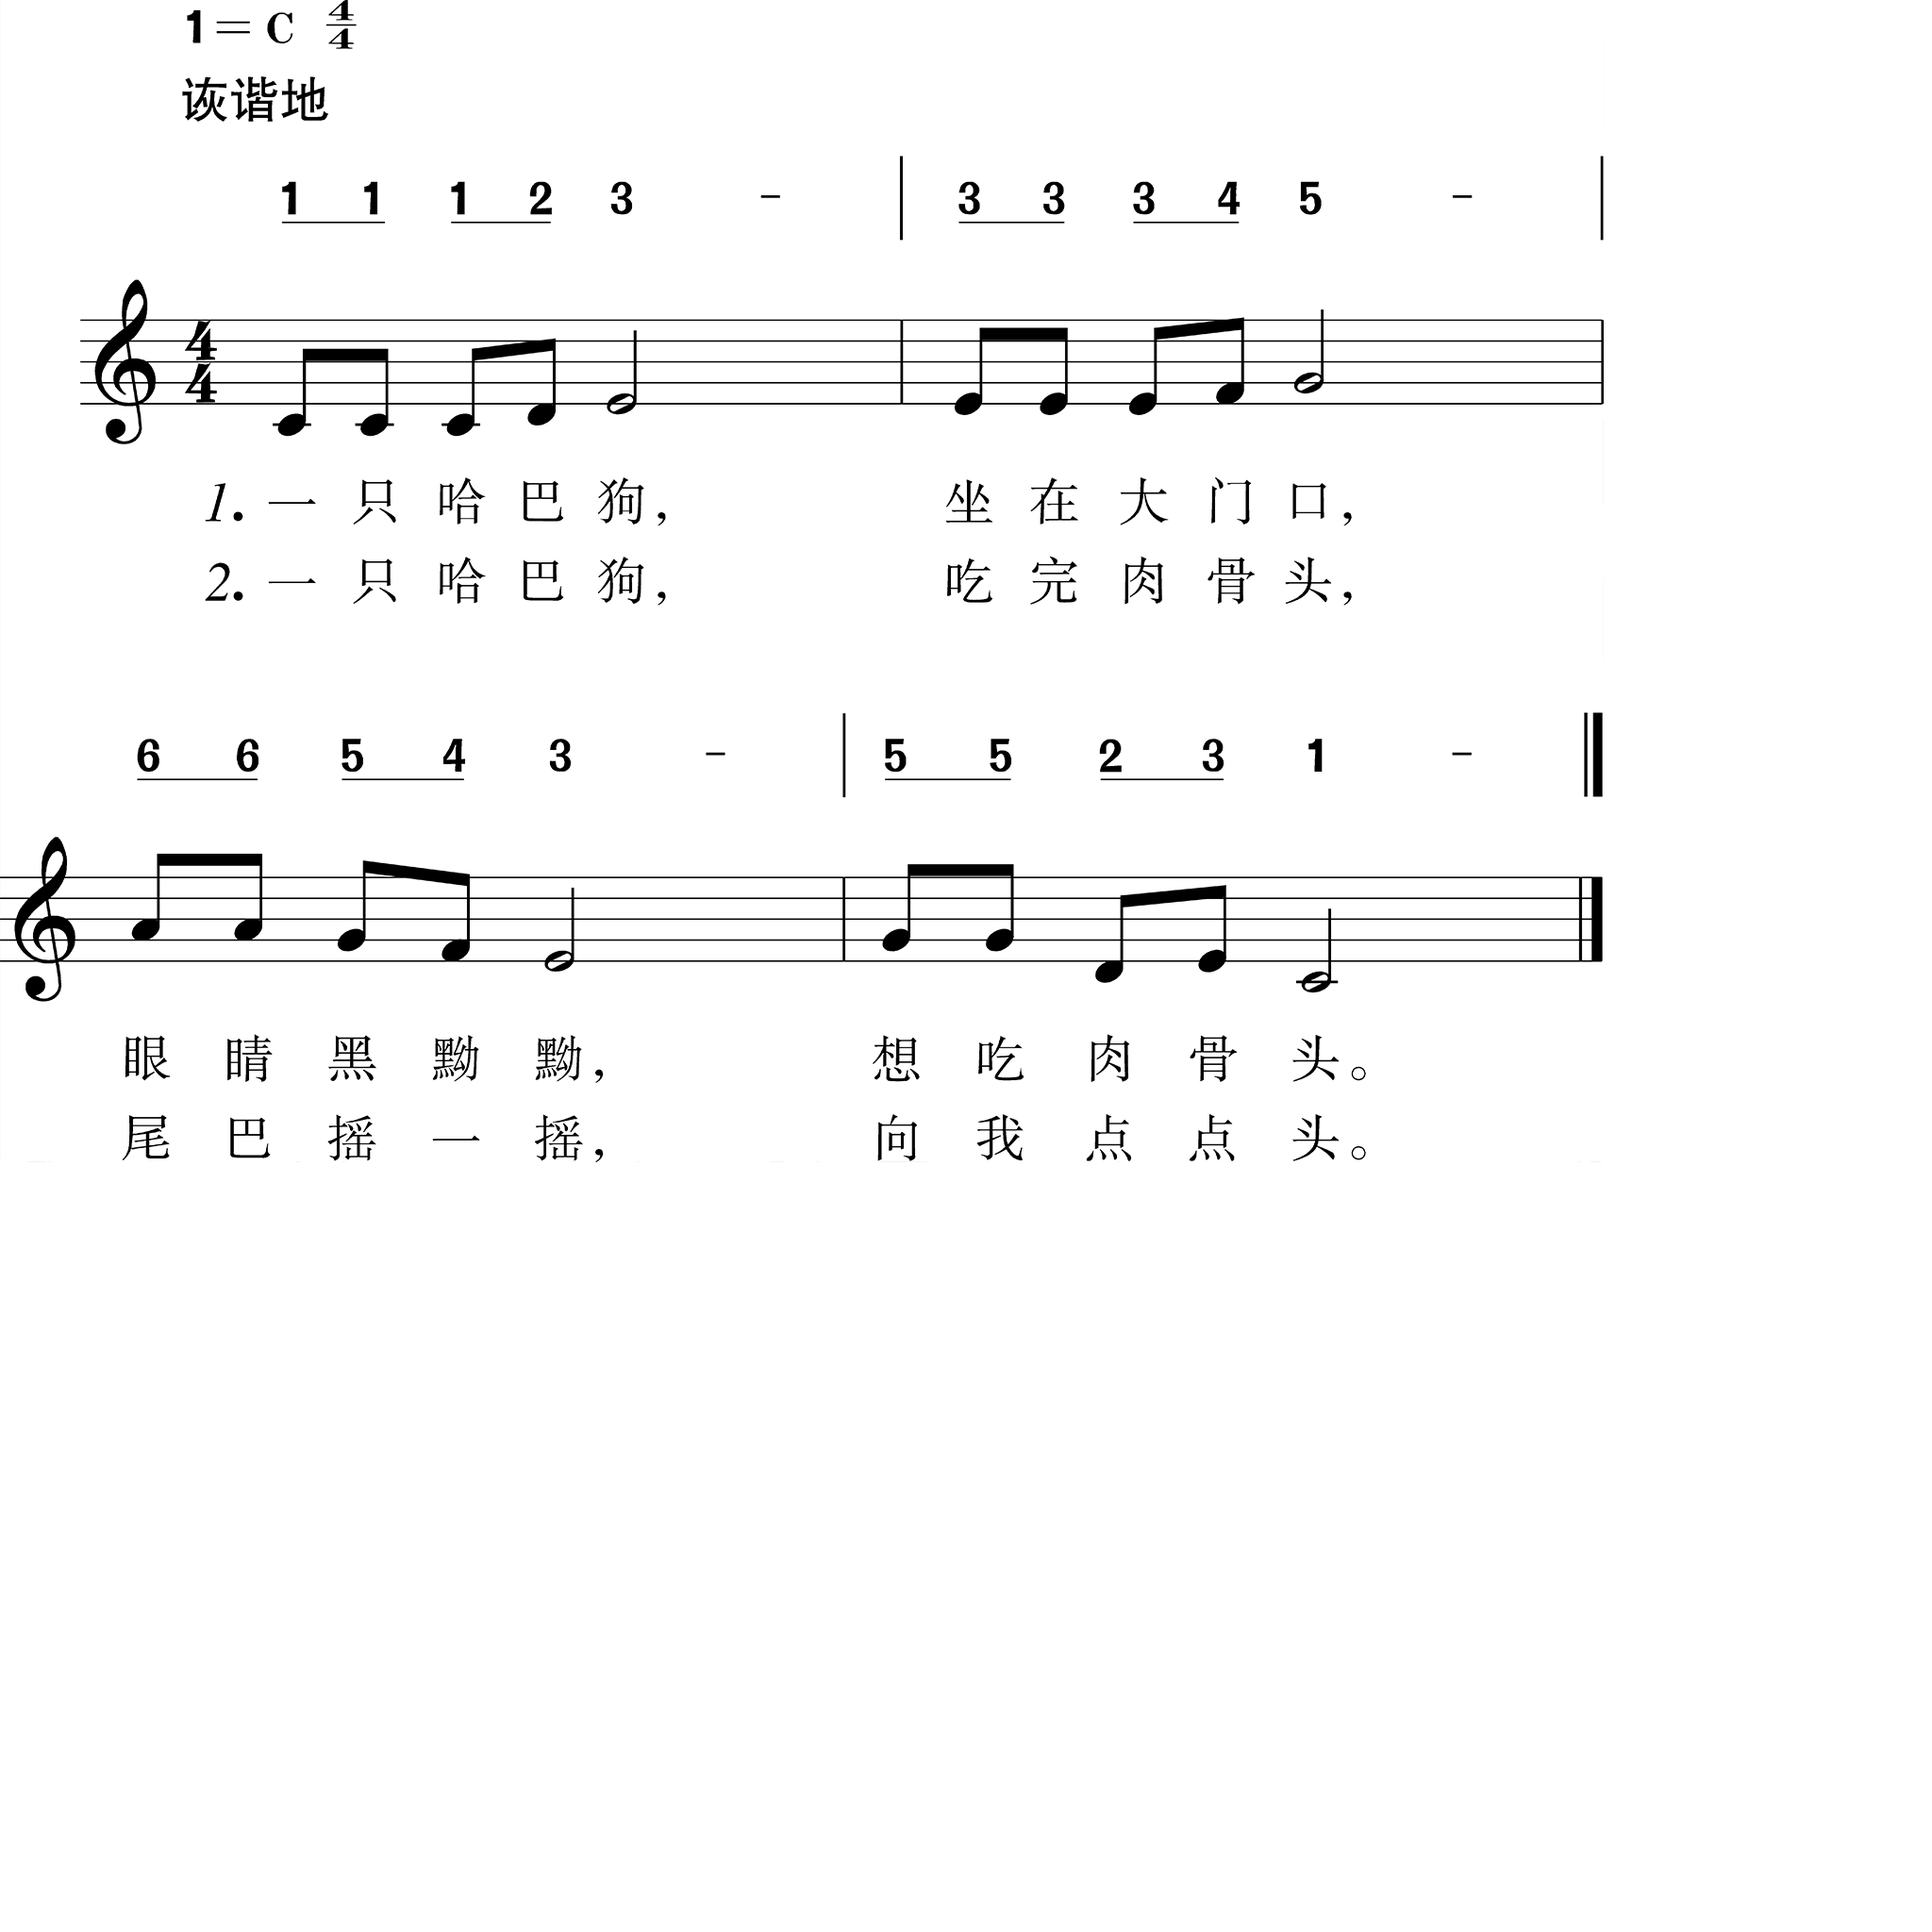 1=C 4/4
诙谐地
1 1 1 2 3 - | 3 3 3 4 5 - |
4/4
1. 一只哈巴狗, 坐在大门口,
2. 一只哈巴狗, 吃完肉骨头,
6 6 5 4 3 - | 5 5 2 3 1 - ‖
眼睛黑黝黝, 想吃肉骨头。
尾巴摇一摇, 向我点点头。